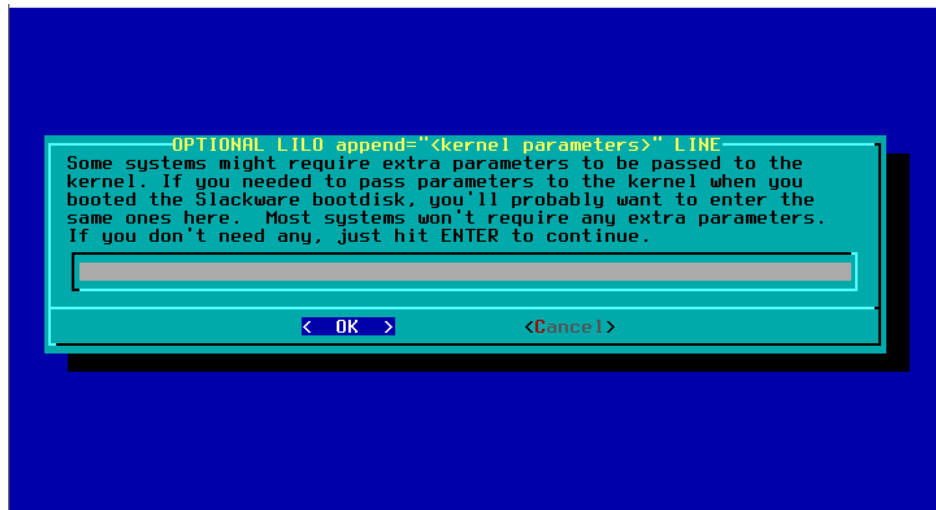 OPTIONAL LILO append="<kernel parameters>" LINE
Some systems might require extra parameters to be passed to the
kernel. If you needed to pass parameters to the kernel when you
booted the Slackware bootdisk, you'll probably want to enter the
same ones here.  Most systems won't require any extra parameters.
If you don't need any, just hit ENTER to continue.
<  OK  > <Cancel>